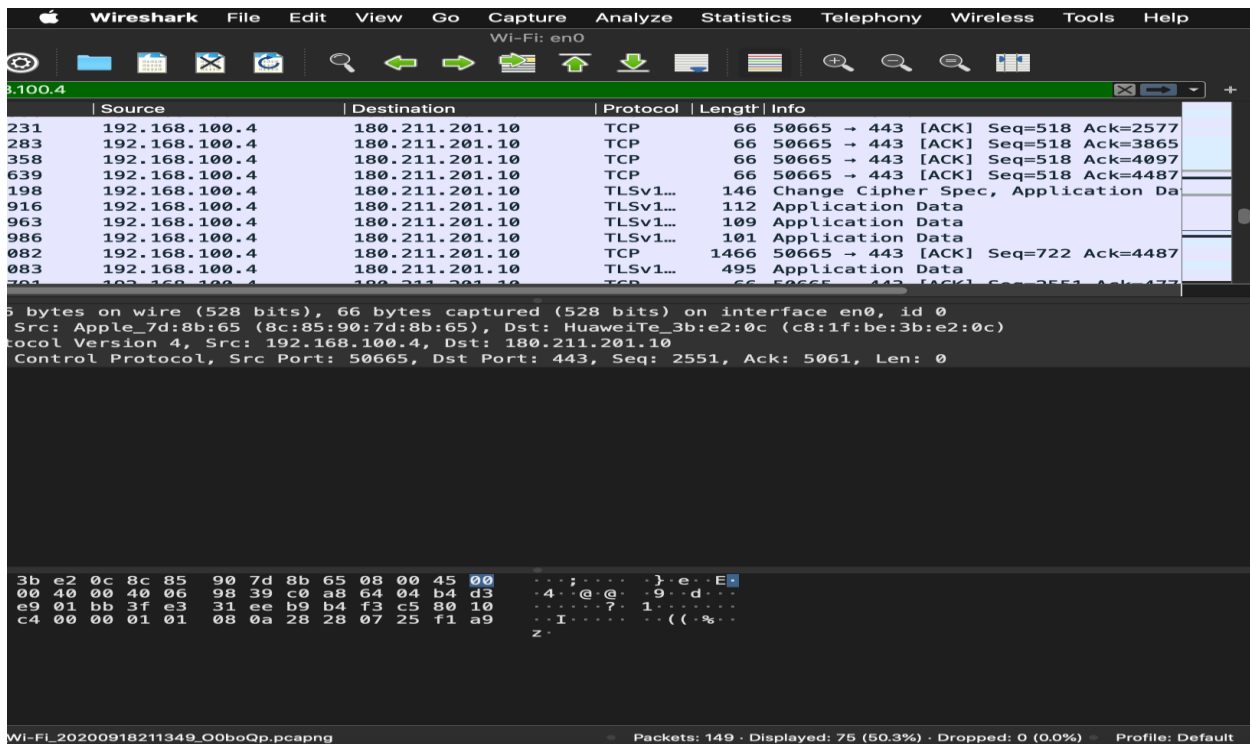 Wireshark File Edit View Go Capture Analyze Statistics Telephony Wireless Tools Help
Wi-Fi: en0
3.100.4
Source Destination Protocol Length Info
231 192.168.100.4 180.211.201.10 TCP 66 50665 → 443 [ACK] Seq=518 Ack=2577
283 192.168.100.4 180.211.201.10 TCP 66 50665 → 443 [ACK] Seq=518 Ack=3865
358 192.168.100.4 180.211.201.10 TCP 66 50665 → 443 [ACK] Seq=518 Ack=4097
639 192.168.100.4 180.211.201.10 TCP 66 50665 → 443 [ACK] Seq=518 Ack=4487
198 192.168.100.4 180.211.201.10 TLSv1… 146 Change Cipher Spec, Application Da
916 192.168.100.4 180.211.201.10 TLSv1… 112 Application Data
963 192.168.100.4 180.211.201.10 TLSv1… 109 Application Data
986 192.168.100.4 180.211.201.10 TLSv1… 101 Application Data
082 192.168.100.4 180.211.201.10 TCP 1466 50665 → 443 [ACK] Seq=722 Ack=4487
083 192.168.100.4 180.211.201.10 TLSv1… 495 Application Data
bytes on wire (528 bits), 66 bytes captured (528 bits) on interface en0, id 0
Src: Apple_7d:8b:65 (8c:85:90:7d:8b:65), Dst: HuaweiTe_3b:e2:0c (c8:1f:be:3b:e2:0c)
tocol Version 4, Src: 192.168.100.4, Dst: 180.211.201.10
Control Protocol, Src Port: 50665, Dst Port: 443, Seq: 2551, Ack: 5061, Len: 0
3b e2 0c 8c 85 90 7d 8b 65 08 00 45 00 ···;···· ·}·e··E·
00 40 00 40 06 98 39 c0 a8 64 04 b4 d3 ·4··@·@· ·9··d···
e9 01 bb 3f e3 31 ee b9 b4 f3 c5 80 10 ······?· 1·······
c4 00 00 01 01 08 0a 28 28 07 25 f1 a9 ··I····· ··((·%··
z·
Wi-Fi_20200918211349_O0boQp.pcapng Packets: 149 · Displayed: 75 (50.3%) · Dropped: 0 (0.0%) Profile: Default